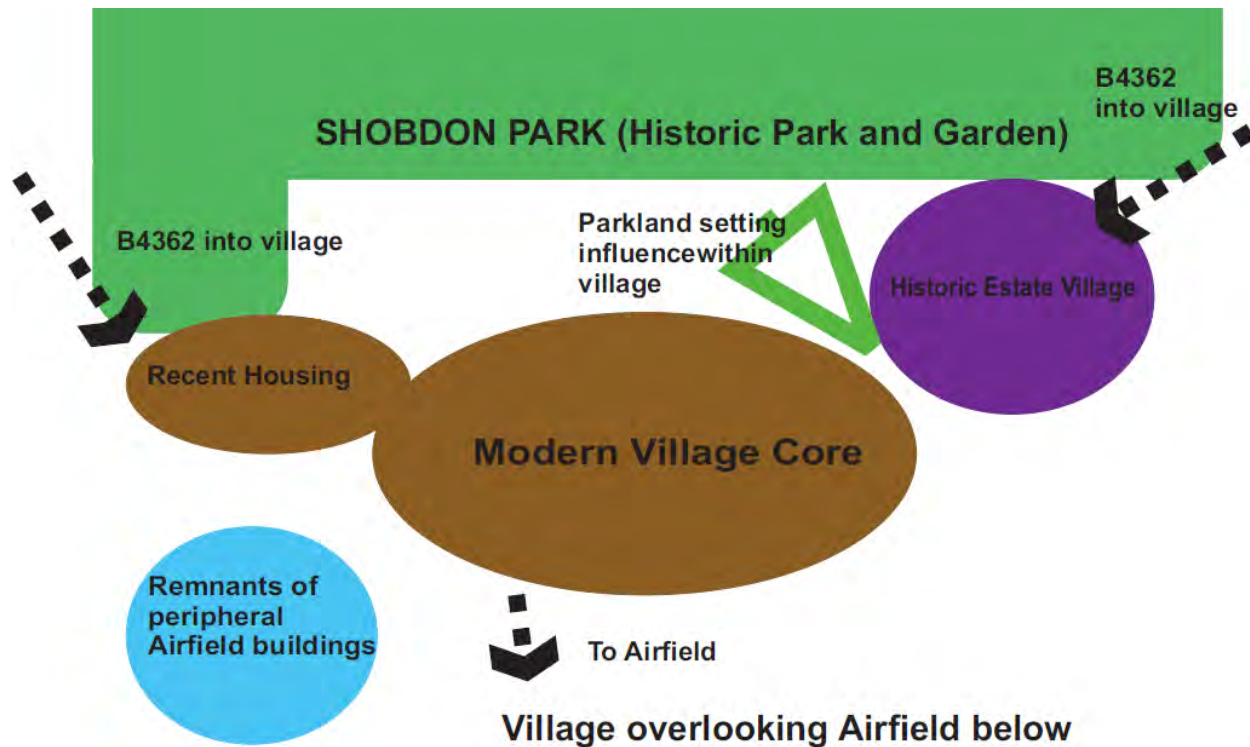 B4362
into village
SHOBDON PARK (Historic Park and Garden)
B4362 into village
Parkland setting
influencewithin
village
Historic Estate Village
Recent Housing
Modern Village Core
Remnants of
peripheral
Airfield buildings
To Airfield
Village overlooking Airfield below